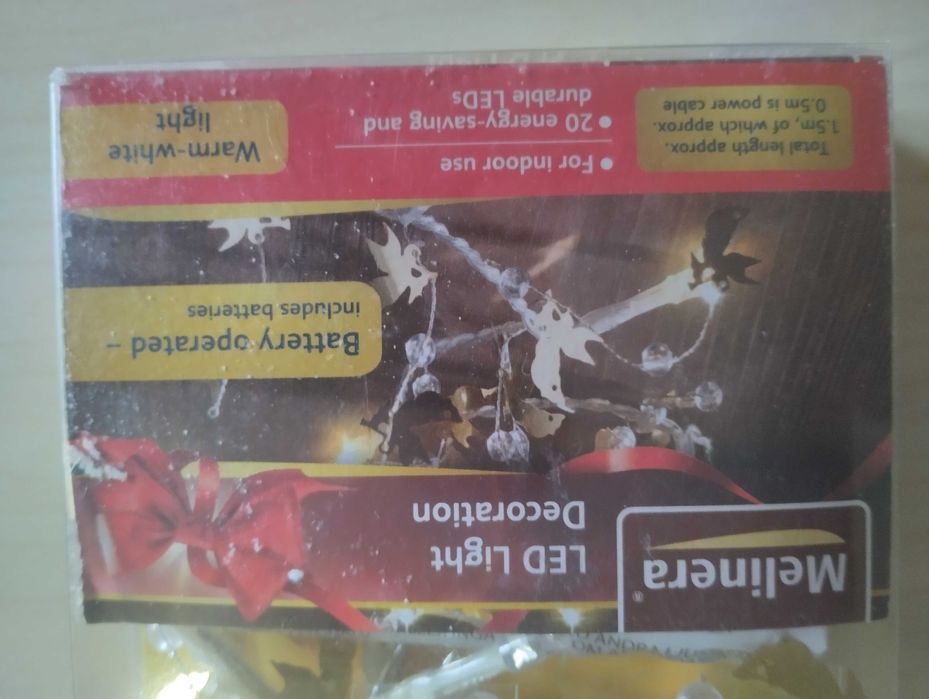 Melinera®
LED Light
Decoration
Battery operated –
includes batteries
Total length approx.
1.5m, of which approx.
0.5m is power cable
• For indoor use
• 20 energy-saving and
durable LEDs
Warm-white
light